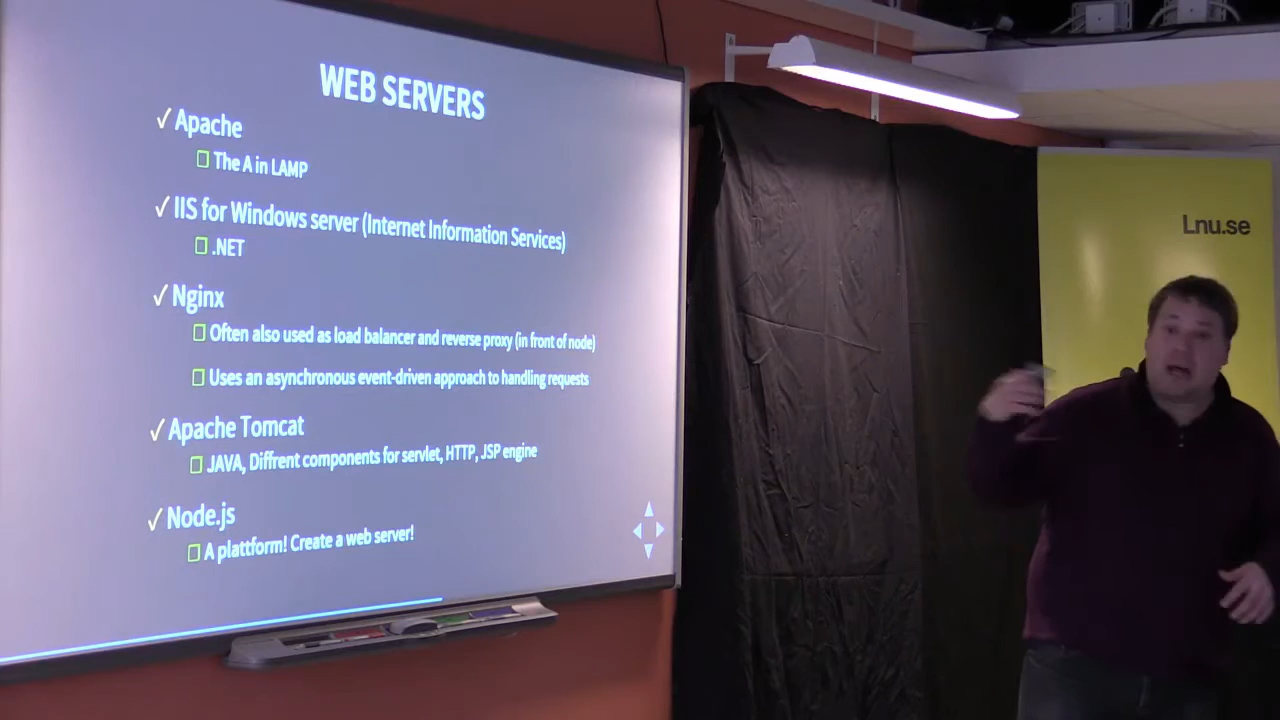 WEB SERVERS
✓ Apache
The A in LAMP
✓ IIS for Windows server (Internet Information Services)
.NET
✓ Nginx
Often also used as load balancer and reverse proxy (in front of node)
Uses an asynchronous event-driven approach to handling requests
✓ Apache Tomcat
JAVA, Diffrent components for servlet, HTTP, JSP engine
✓ Node.js
A plattform! Create a web server!
Lnu.se